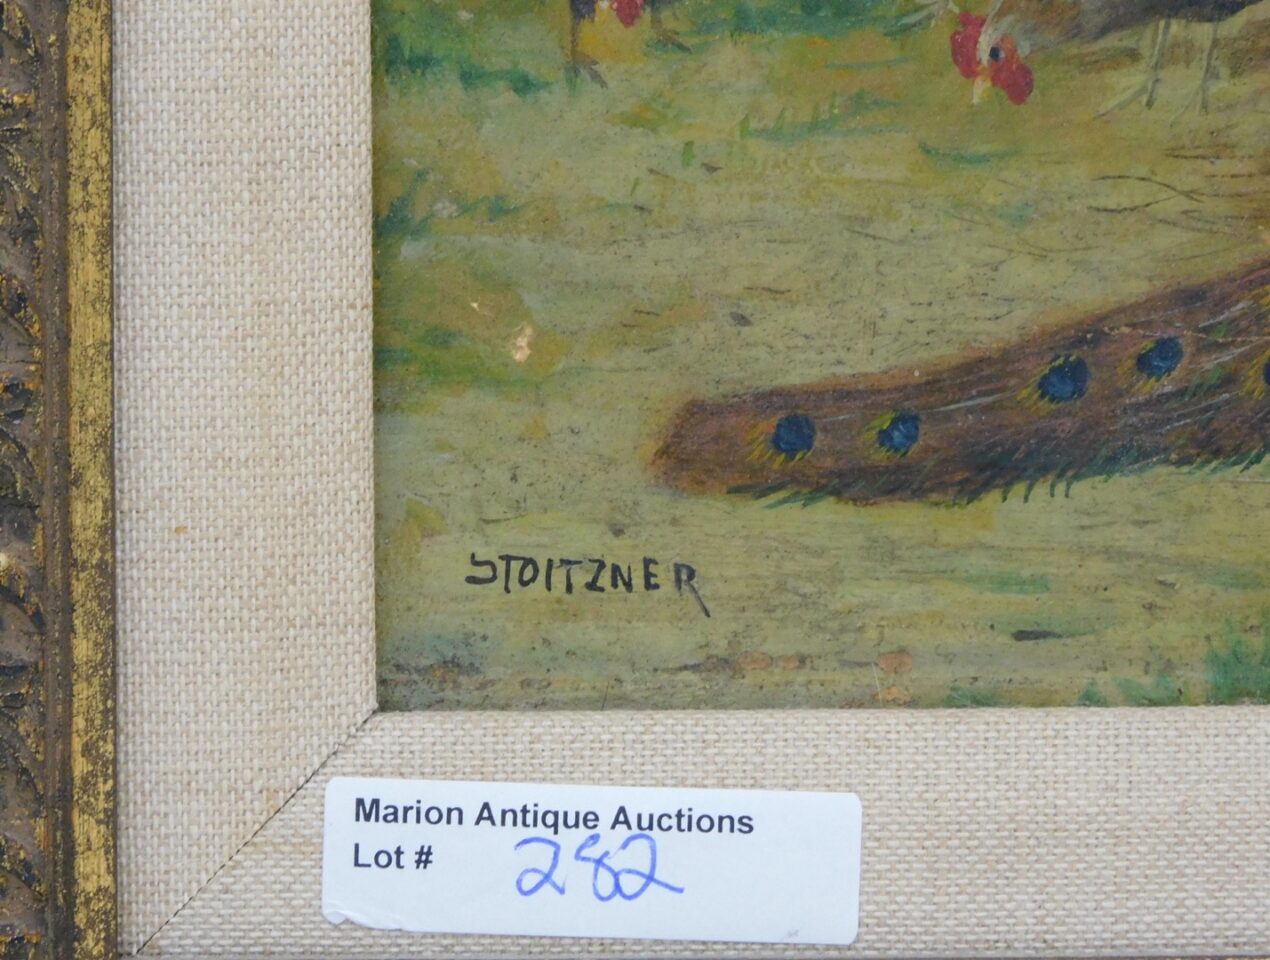 STOITZNER
Marion Antique Auctions
Lot # 282